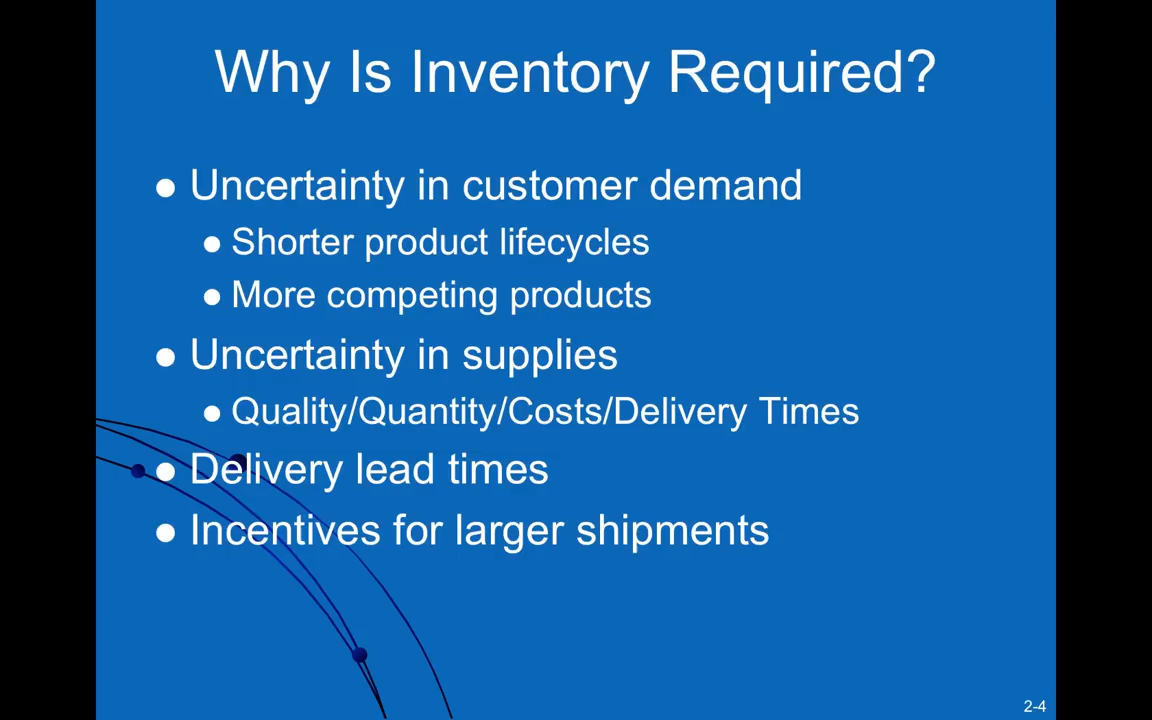 Why Is Inventory Required?
● Uncertainty in customer demand
● Shorter product lifecycles
● More competing products
● Uncertainty in supplies
● Quality/Quantity/Costs/Delivery Times
● Delivery lead times
● Incentives for larger shipments
2-4